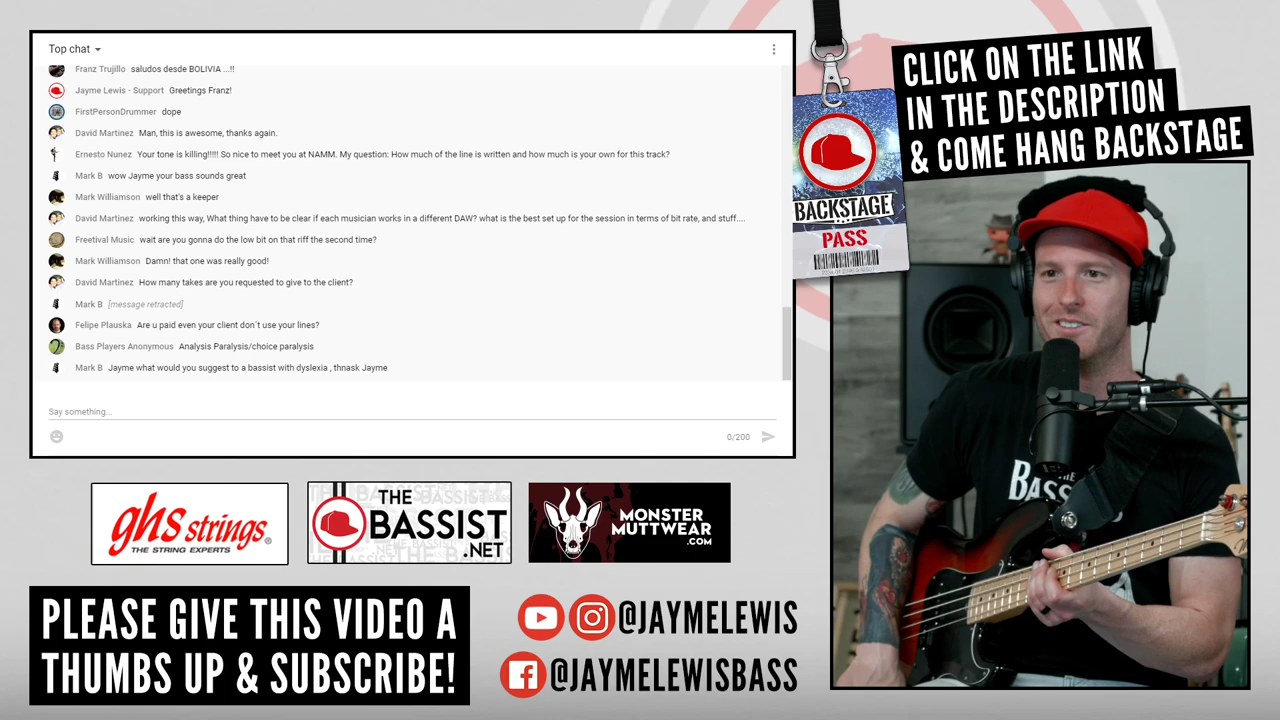 Top chat
Franz Trujillo saludos desde BOLIVIA ...!!
Jayme Lewis - Support Greetings Franz!
FirstPersonDrummer dope
David Martinez Man, this is awesome, thanks again.
Ernesto Nunez Your tone is killing!!!!! So nice to meet you at NAMM. My question: How much of the line is written and how much is your own for this track?
Mark B wow Jayme your bass sounds great
Mark Williamson well that's a keeper
David Martinez working this way, What thing have to be clear if each musician works in a different DAW? what is the best set up for the session in terms of bit rate, and stuff....
Freetival Music wait are you gonna do the low bit on that riff the second time?
Mark Williamson Damn! that one was really good!
David Martinez How many takes are you requested to give to the client?
Mark B [message retracted]
Felipe Plauska Are u paid even your client don´t use your lines?
Bass Players Anonymous Analysis Paralysis/choice paralysis
Mark B Jayme what would you suggest to a bassist with dyslexia , thnask Jayme
Say something...
0/200
CLICK ON THE LINK
IN THE DESCRIPTION
& COME HANG BACKSTAGE
BACKSTAGE
PASS
ghs strings®
THE STRING EXPERTS
THE
BASSIST
.NET
MONSTER
MUTTWEAR
.COM
PLEASE GIVE THIS VIDEO A
THUMBS UP & SUBSCRIBE!
@JAYMELEWIS
@JAYMELEWISBASS